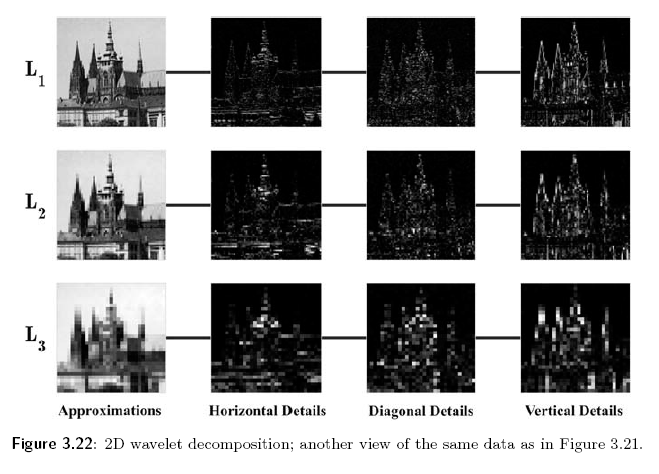 L1
L2
L3
Approximations Horizontal Details Diagonal Details Vertical Details
Figure 3.22: 2D wavelet decomposition; another view of the same data as in Figure 3.21.